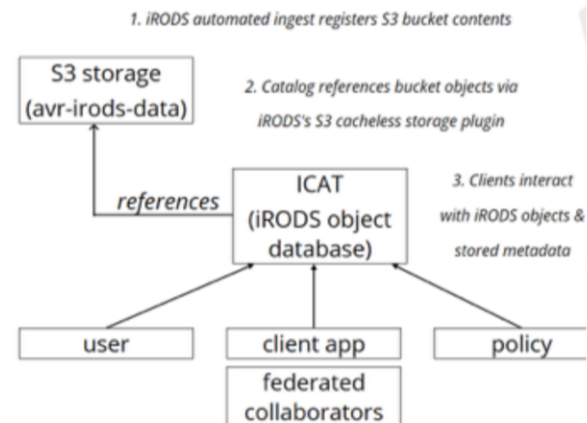 1. iRODS automated ingest registers S3 bucket contents
S3 storage
(avr-irods-data)
2. Catalog references bucket objects via
iRODS's S3 cacheless storage plugin
references
ICAT
(iRODS object
database)
3. Clients interact
with iRODS objects &
stored metadata
user
client app
policy
federated
collaborators